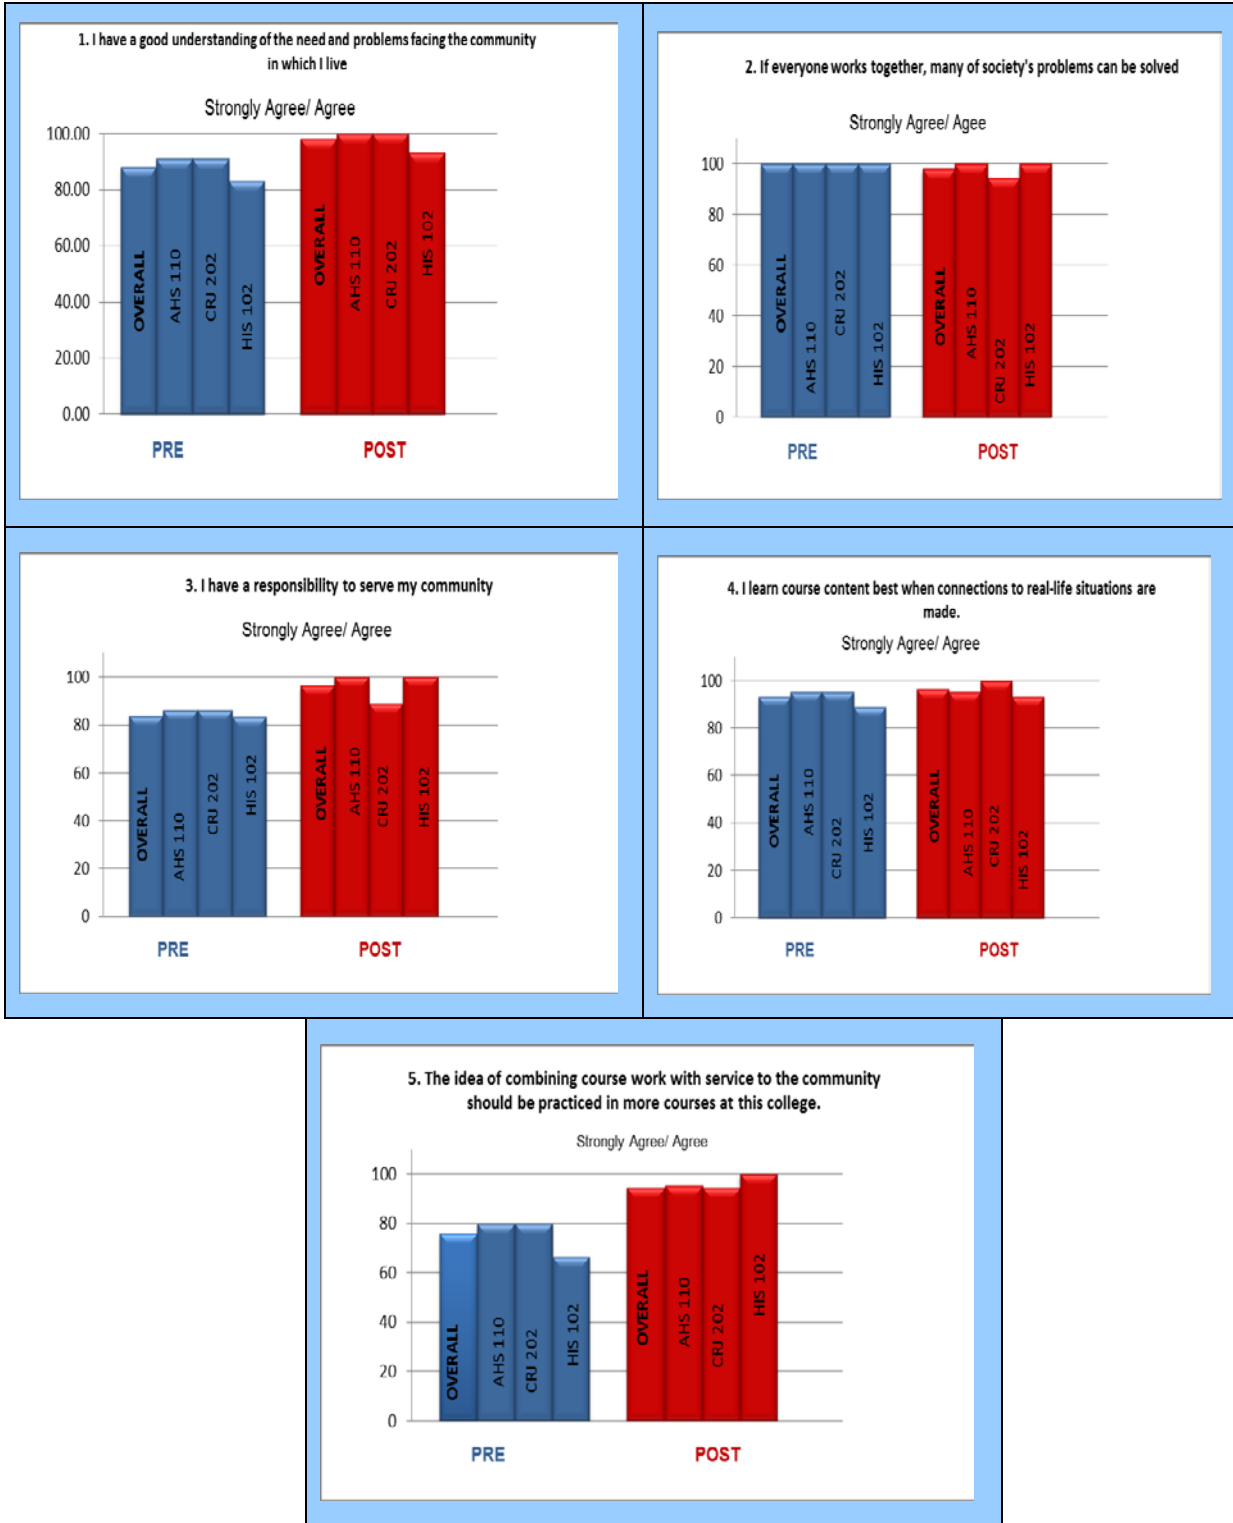 1. I have a good understanding of the need and problems facing the community
in which I live
Strongly Agree/ Agree
100.00
80.00
60.00
40.00
20.00
0.00
OVERALL
AHS 110
CRJ 202
HIS 102
OVERALL
AHS 110
CRJ 202
HIS 102
PRE
POST
2. If everyone works together, many of society's problems can be solved
Strongly Agree/ Agee
100
80
60
40
20
0
OVERALL
AHS 110
CRJ 202
HIS 102
OVERALL
AHS 110
CRJ 202
HIS 102
PRE
POST
3. I have a responsibility to serve my community
Strongly Agree/ Agree
100
80
60
40
20
0
OVERALL
AHS 110
CRJ 202
HIS 102
OVERALL
AHS 110
CRJ 202
HIS 102
PRE
POST
4. I learn course content best when connections to real-life situations are
made.
Strongly Agree/ Agree
100
80
60
40
20
0
OVERALL
AHS 110
CRJ 202
HIS 102
OVERALL
AHS 110
CRJ 202
HIS 102
PRE
POST
5. The idea of combining course work with service to the community
should be practiced in more courses at this college.
Strongly Agree/ Agree
100
80
60
40
20
0
OVERALL
AHS 110
CRJ 202
HIS 102
OVERALL
AHS 110
CRJ 202
HIS 102
PRE
POST